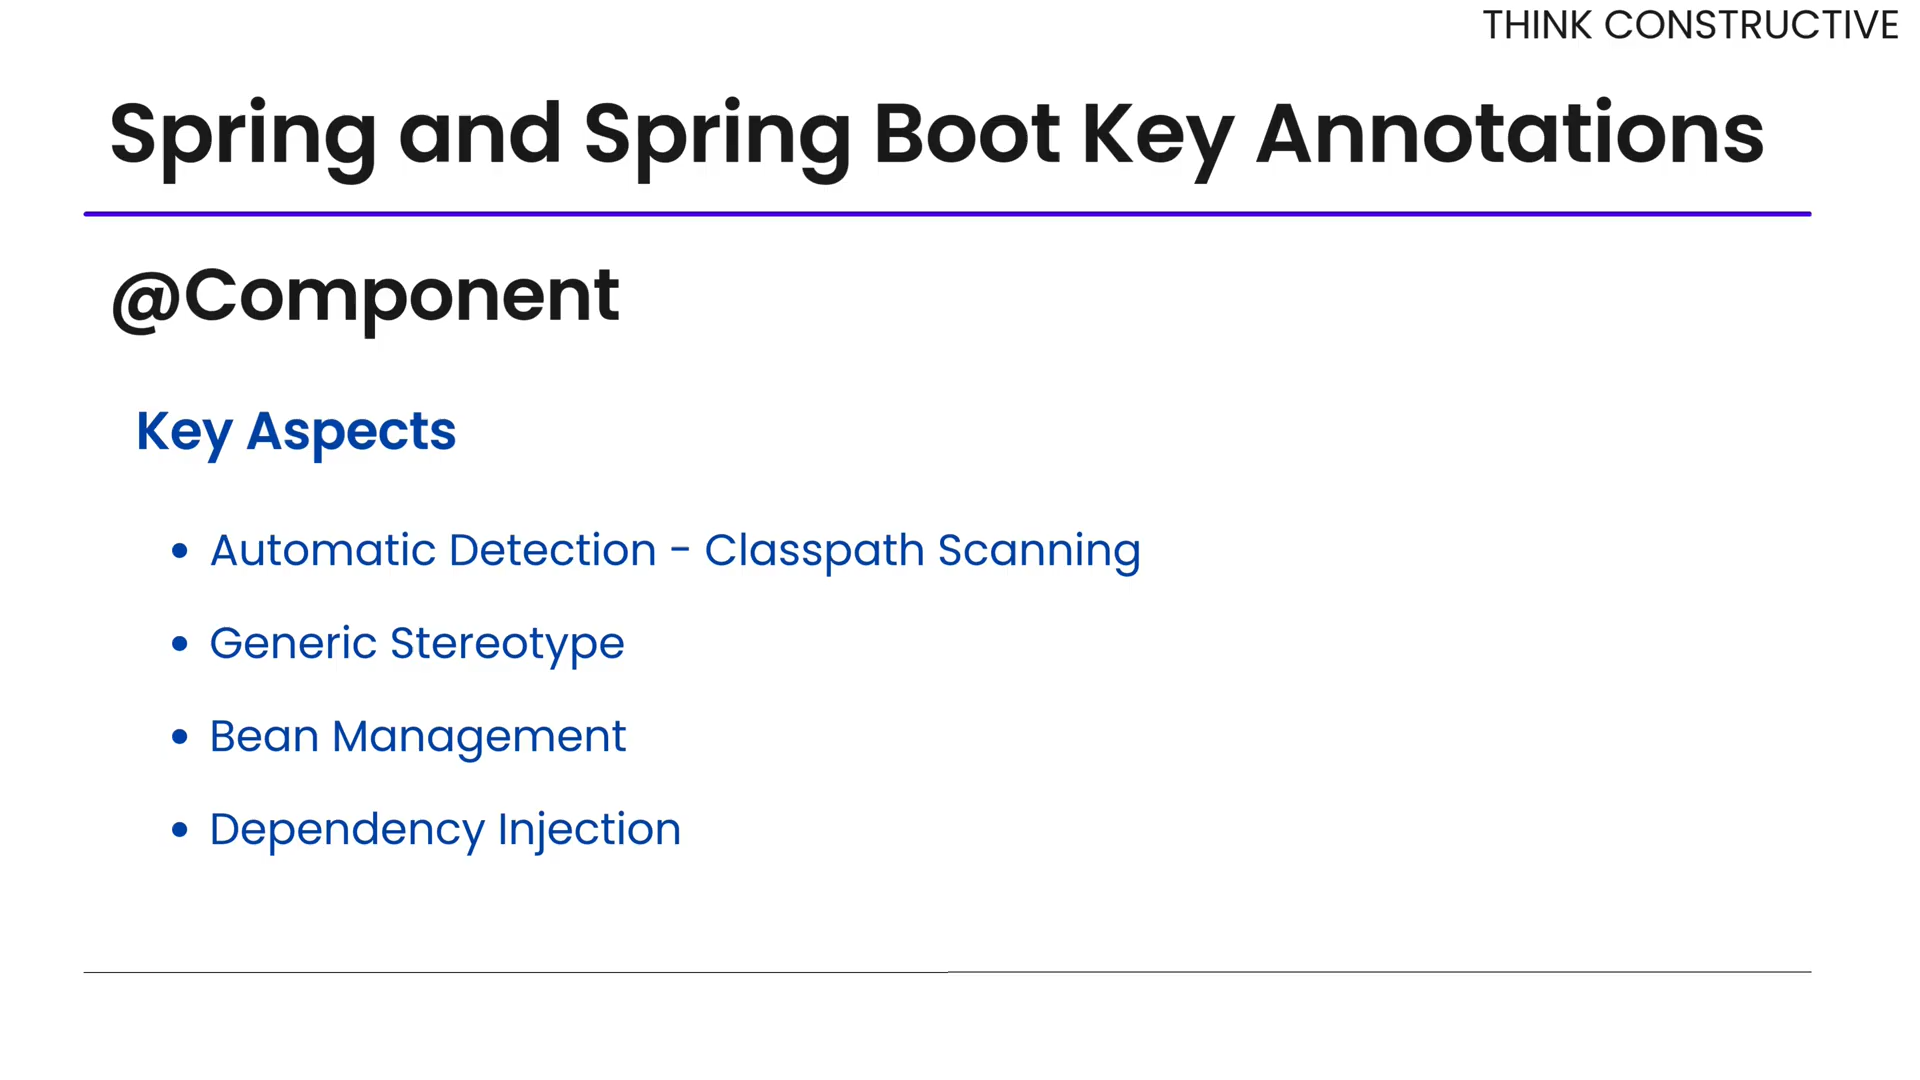 THINK CONSTRUCTIVE
Spring and Spring Boot Key Annotations
@Component
Key Aspects
• Automatic Detection - Classpath Scanning
• Generic Stereotype
• Bean Management
• Dependency Injection